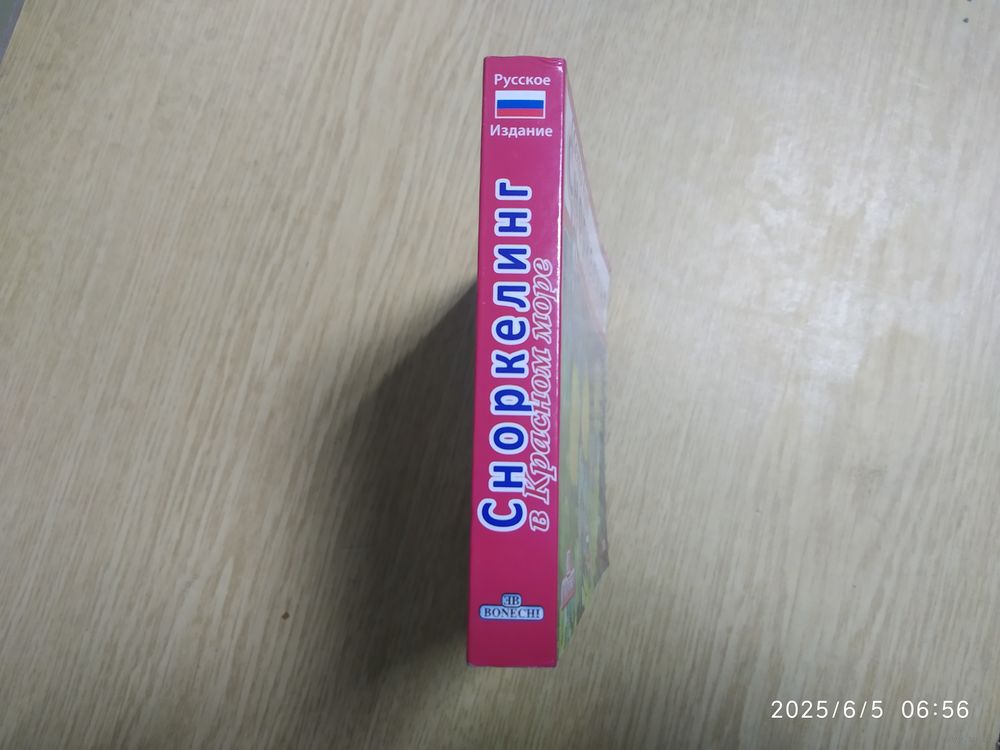 Русское
Издание
Сноркелинг
в Красном море
BONECHI
2025/6/5 06:56